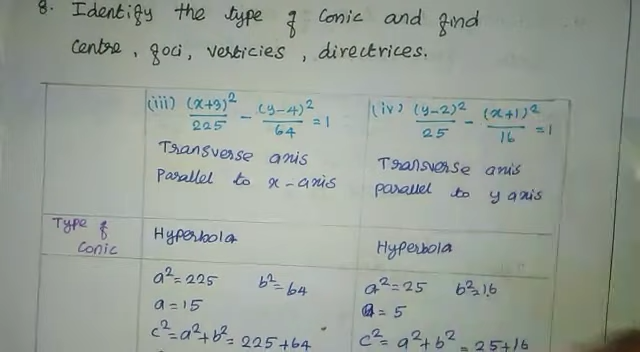 8. Identify the type of Conic and find
Centre, foci, verticies, directrices.
(iii) (x+3)²/225 - (y-4)²/64 = 1
Transverse axis
parallel to x-axis
(iv) (y-2)²/25 - (x+1)²/16 = 1
Transverse axis
parallel to y axis
Type of
Conic
Hyperbola
Hyperbola
a²=225 b²=64
a=15
c²=a²+b²=225+64
a²=25 b²=16
a=5
c²=a²+b²=25+16